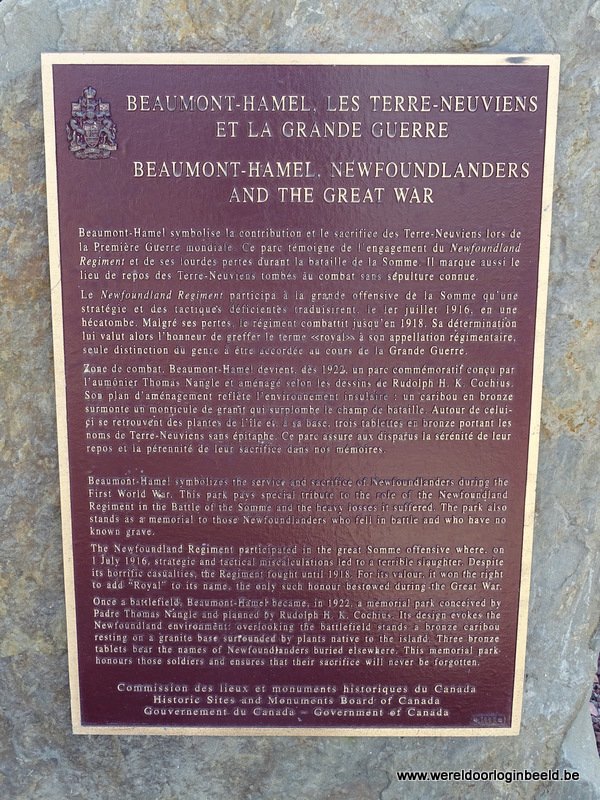 BEAUMONT-HAMEL, LES TERRE-NEUVIENS
ET LA GRANDE GUERRE
BEAUMONT-HAMEL, NEWFOUNDLANDERS
AND THE GREAT WAR
Beaumont-Hamel symbolise la contribution et le sacrifice des Terre-Neuviens lors de
la Première Guerre mondiale. Ce parc témoigne de l'engagement du Newfoundland
Regiment et de ses lourdes pertes durant la bataille de la Somme. Il marque aussi le
lieu de repos des Terre-Neuviens tombés au combat sans sépulture connue.
Le Newfoundland Regiment participa à la grande offensive de la Somme qu'une
stratégie et des tactiques déficientes traduisirent, le 1er juillet 1916, en une
hécatombe. Malgré ses pertes, le régiment combattit jusqu'en 1918. Sa détermination
lui valut alors l'honneur de greffer le terme «royal» à son appellation régimentaire,
seule distinction du genre à être accordée au cours de la Grande Guerre.
Zone de combat, Beaumont-Hamel devient, dès 1922, un parc commémoratif conçu par
l'aumônier Thomas Nangle et aménagé selon les dessins de Rudolph H. K. Cochius.
Son plan d'aménagement reflète l'environnement insulaire : un caribou en bronze
surmonte un monticule de granit qui surplombe le champ de bataille. Autour de celui-
çi se retrouvent des plantes de l'île et, à sa base, trois tablettes en bronze portant les
noms de Terre-Neuviens sans épitaphe. Ce parc assure aux disparus la sérénité de leur
repos et la pérennité de leur sacrifice dans nos mémoires.
Beaumont-Hamel symbolizes the service and sacrifice of Newfoundlanders during the
First World War. This park pays special tribute to the role of the Newfoundland
Regiment in the Battle of the Somme and the heavy losses it suffered. The park also
stands as a memorial to those Newfoundlanders who fell in battle and who have no
known grave.
The Newfoundland Regiment participated in the great Somme offensive where, on
1 July 1916, strategic and tactical miscalculations led to a terrible slaughter. Despite
its horrific casualties, the Regiment fought until 1918. For its valour, it won the right
to add "Royal" to its name, the only such honour bestowed during the Great War.
Once a battlefield, Beaumont-Hamel became, in 1922, a memorial park conceived by
Padre Thomas Nangle and planned by Rudolph H. K. Cochius. Its design evokes the
Newfoundland environment: overlooking the battlefield stands a bronze caribou
resting on a granite base surrounded by plants native to the island. Three bronze
tablets bear the names of Newfoundlanders buried elsewhere. This memorial park
honours those soldiers and ensures that their sacrifice will never be forgotten.
Commission des lieux et monuments historiques du Canada
Historic Sites and Monuments Board of Canada
Gouvernement du Canada – Government of Canada
www.wereldoorloginbeeld.be